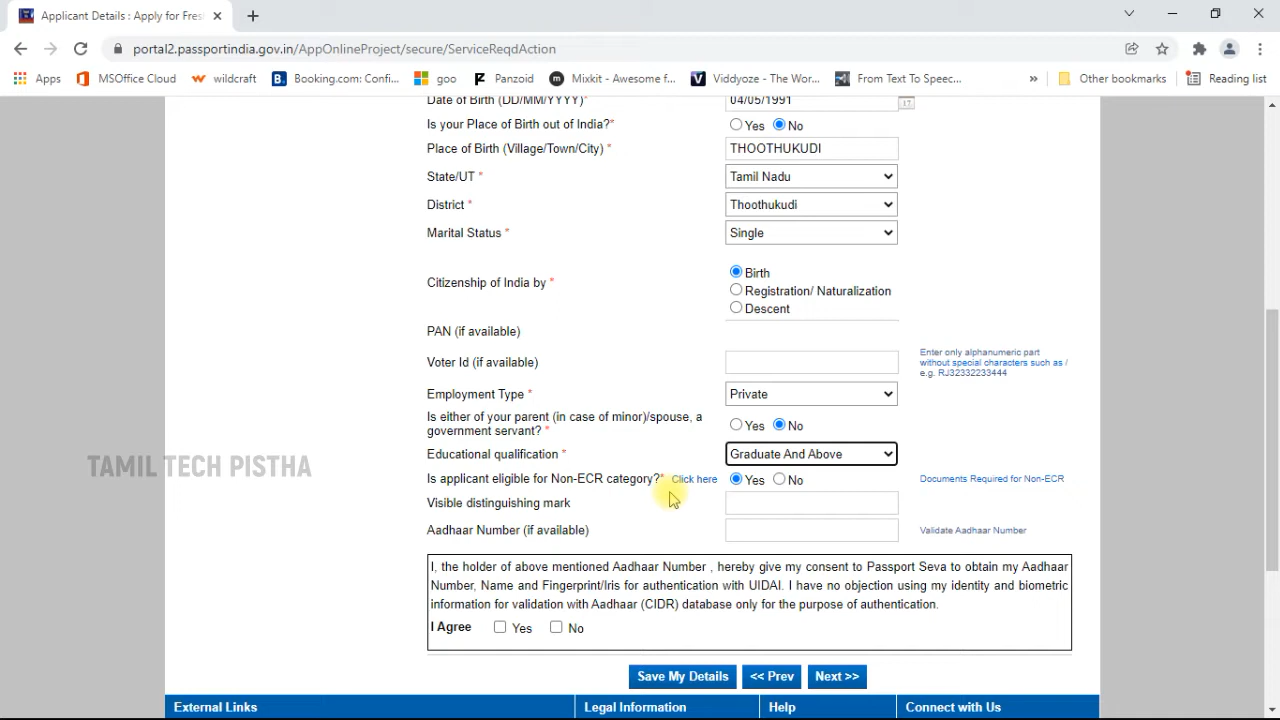 Applicant Details : Apply for Fres
portal2.passportindia.gov.in/AppOnlineProject/secure/ServiceReqdAction
Apps MSOffice Cloud wildcraft Booking.com: Confi... goo Panzoid Mixkit - Awesome f... Viddyoze - The Wor... From Text To Speec... » Other bookmarks Reading list
Date of Birth (DD/MM/YYYY)* 04/05/1991 17
Is your Place of Birth out of India?* Yes No
Place of Birth (Village/Town/City) * THOOTHUKUDI
State/UT * Tamil Nadu
District * Thoothukudi
Marital Status * Single
Citizenship of India by * Birth
Registration/ Naturalization
Descent
PAN (if available)
Voter Id (if available)
Enter only alphanumeric part
without special characters such as /
e.g. RJ32332233444
Employment Type * Private
Is either of your parent (in case of minor)/spouse, a
government servant? * Yes No
Educational qualification * Graduate And Above
TAMIL TECH PISTHA
Is applicant eligible for Non-ECR category?* Click here Yes No Documents Required for Non-ECR
Visible distinguishing mark
Aadhaar Number (if available) Validate Aadhaar Number
I, the holder of above mentioned Aadhaar Number , hereby give my consent to Passport Seva to obtain my Aadhaar
Number, Name and Fingerprint/Iris for authentication with UIDAI. I have no objection using my identity and biometric
information for validation with Aadhaar (CIDR) database only for the purpose of authentication.
I Agree Yes No
Save My Details << Prev Next >>
External Links Legal Information Help Connect with Us